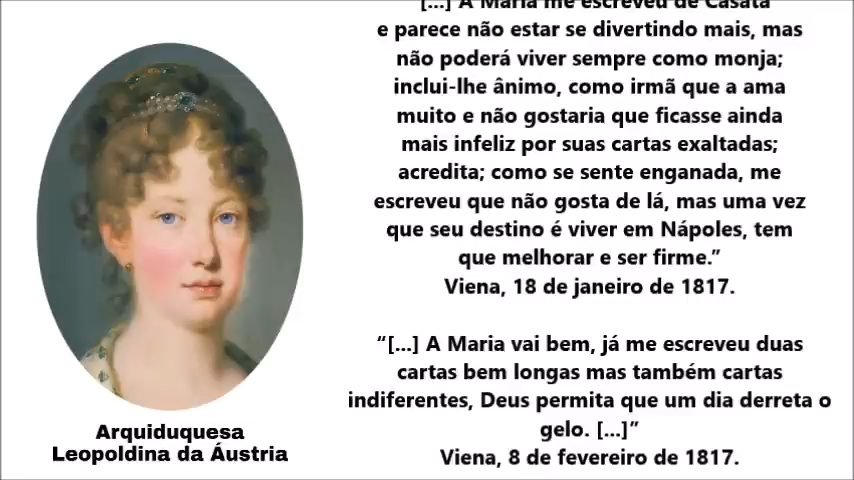 [...] A Maria me escreveu de Casata
e parece não estar se divertindo mais, mas
não poderá viver sempre como monja;
inclui-lhe ânimo, como irmã que a ama
muito e não gostaria que ficasse ainda
mais infeliz por suas cartas exaltadas;
acredita; como se sente enganada, me
escreveu que não gosta de lá, mas uma vez
que seu destino é viver em Nápoles, tem
que melhorar e ser firme.”
Viena, 18 de janeiro de 1817.
“[...] A Maria vai bem, já me escreveu duas
cartas bem longas mas também cartas
indiferentes, Deus permita que um dia derreta o
gelo. [...]”
Viena, 8 de fevereiro de 1817.
Arquiduquesa
Leopoldina da Áustria